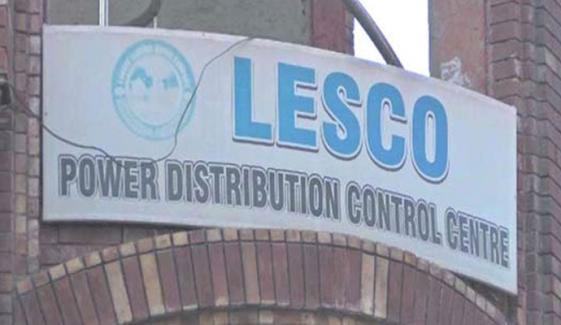 LESCO
POWER DISTRIBUTION CONTROL CENTRE